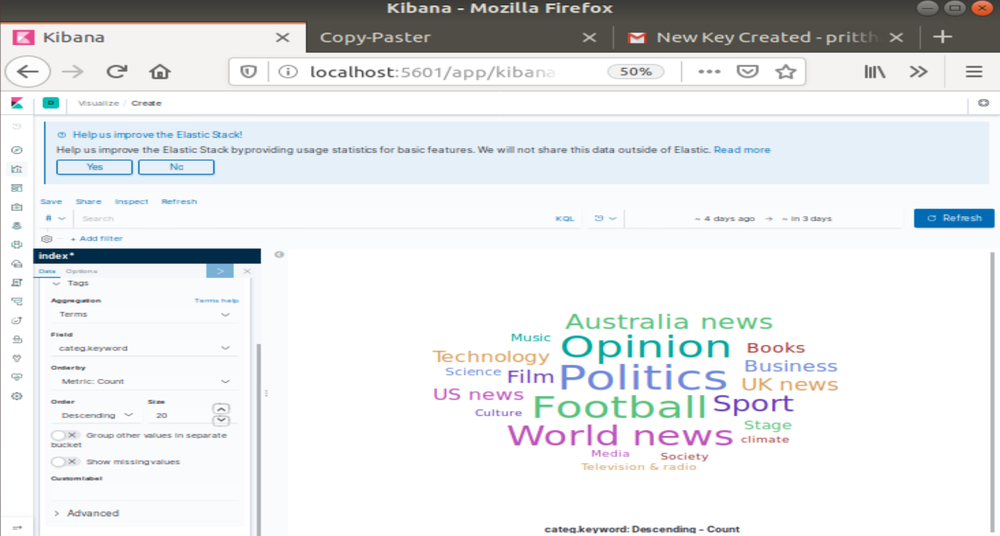 Kibana - Mozilla Firefox
Kibana
Copy-Paster
New Key Created - pritth
localhost:5601/app/kibana
50%
D
Visualize / Create
Help us improve the Elastic Stack!
Help us improve the Elastic Stack by providing usage statistics for basic features. We will not share this data outside of Elastic. Read more
Yes
No
Save Share Inspect Refresh
#
Search
KQL
~ 4 days ago → ~ in 3 days
Refresh
+ Add filter
index*
Data Options
Tags
Aggregation
Terms help
Terms
Field
categ.keyword
Order by
Metric: Count
Order
Size
Descending
20
Group other values in separate
bucket
Show missing values
Custom label
Advanced
Australia news
Music
Opinion
Books
Technology
Business
Science
Film
Politics
UK news
US news
Football
Sport
Culture
Stage
World news
climate
Media
Society
Television & radio
categ.keyword: Descending - Count